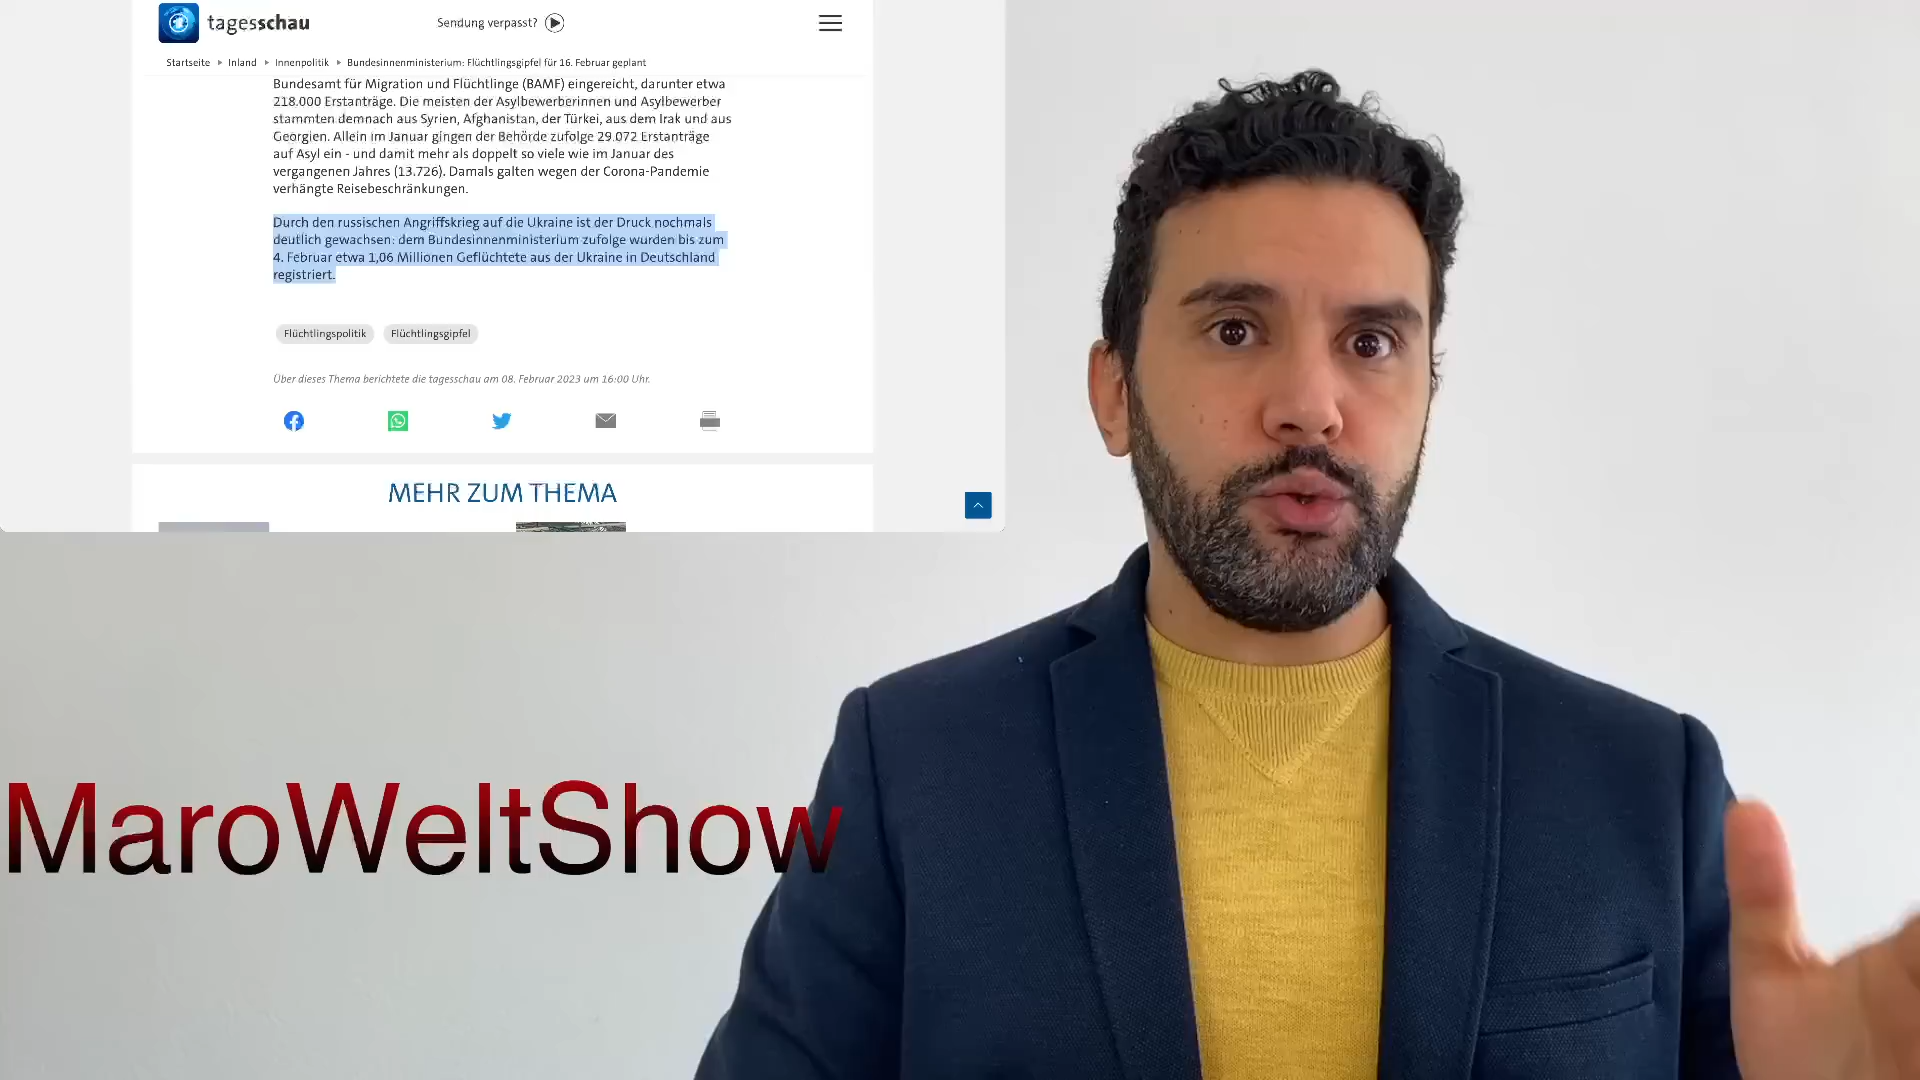 tagesschau
Sendung verpasst?
Startseite Inland Innenpolitik Bundesinnenministerium: Flüchtlingsgipfel für 16. Februar geplant
Bundesamt für Migration und Flüchtlinge (BAMF) eingereicht, darunter etwa
218.000 Erstanträge. Die meisten der Asylbewerberinnen und Asylbewerber
stammten demnach aus Syrien, Afghanistan, der Türkei, aus dem Irak und aus
Georgien. Allein im Januar gingen der Behörde zufolge 29.072 Erstanträge
auf Asyl ein - und damit mehr als doppelt so viele wie im Januar des
vergangenen Jahres (13.726). Damals galten wegen der Corona-Pandemie
verhängte Reisebeschränkungen.
Durch den russischen Angriffskrieg auf die Ukraine ist der Druck nochmals
deutlich gewachsen: dem Bundesinnenministerium zufolge wurden bis zum
4. Februar etwa 1,06 Millionen Geflüchtete aus der Ukraine in Deutschland
registriert.
Flüchtlingspolitik Flüchtlingsgipfel
Über dieses Thema berichtete die tagesschau am 08. Februar 2023 um 16:00 Uhr.
MEHR ZUM THEMA
MaroWeltShow